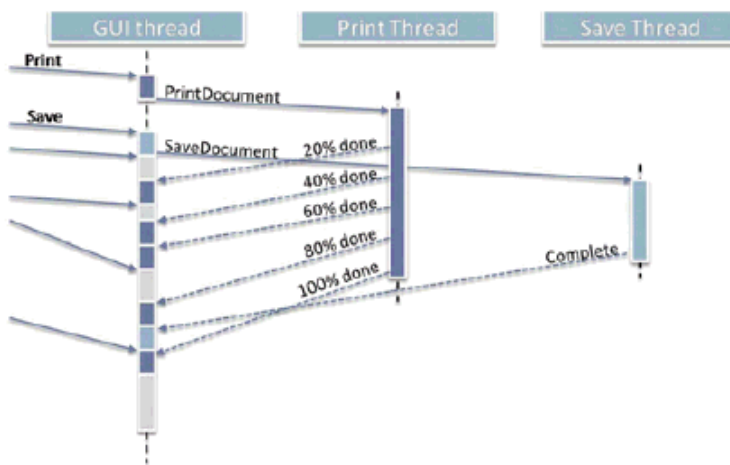 GUI thread
Print Thread
Save Thread
Print
PrintDocument
Save
SaveDocument
20% done
40% done
60% done
80% done
100% done
Complete